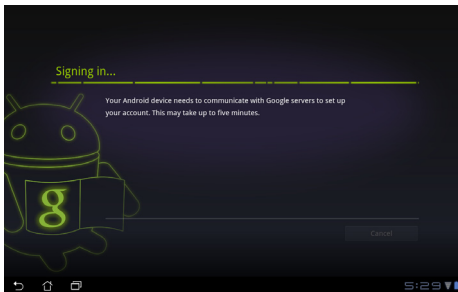 Signing in...
Your Android device needs to communicate with Google servers to set up
your account. This may take up to five minutes.
g
Cancel
5:29